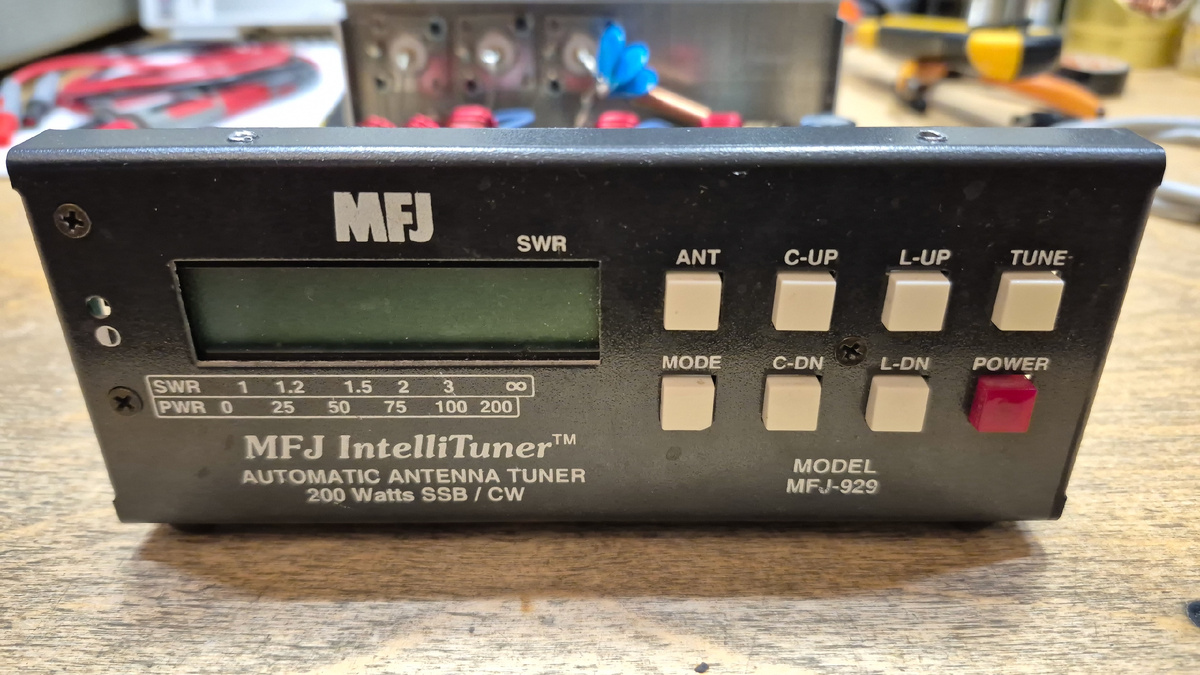 MFJ
SWR
ANT C-UP L-UP TUNE
MODE C-DN L-DN POWER
SWR 1 1.2 1.5 2 3 ∞
PWR 0 25 50 75 100 200
MFJ IntelliTuner™
AUTOMATIC ANTENNA TUNER
200 Watts SSB / CW
MODEL
MFJ-929